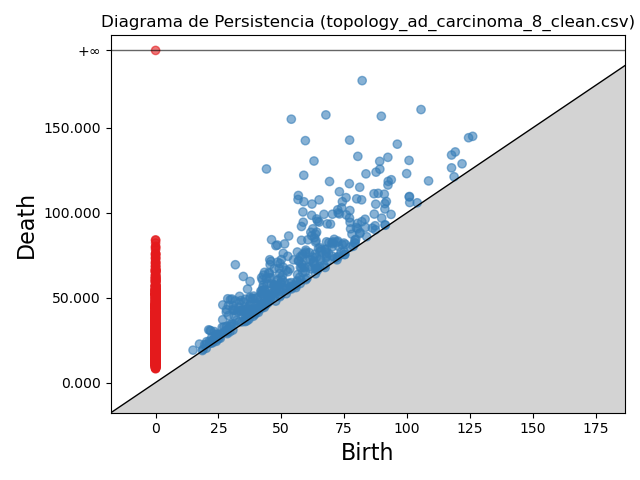 Diagrama de Persistencia (topology_ad_carcinoma_8_clean.csv)
+∞
150.000
100.000
50.000
0.000
Death
0 25 50 75 100 125 150 175
Birth